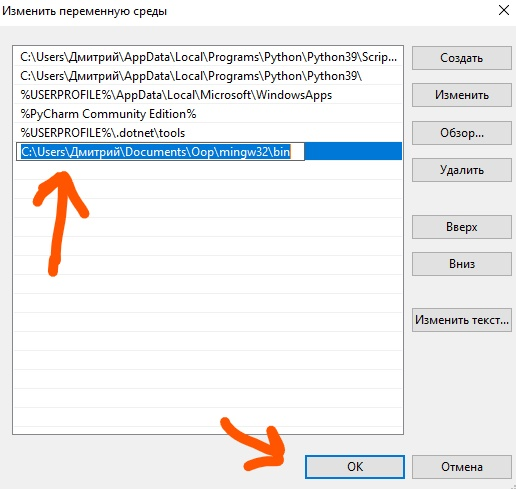 Изменить переменную среды
C:\Users\Дмитрий\AppData\Local\Programs\Python\Python39\Scrip...
C:\Users\Дмитрий\AppData\Local\Programs\Python\Python39\
%USERPROFILE%\AppData\Local\Microsoft\WindowsApps
%PyCharm Community Edition%
%USERPROFILE%\.dotnet\tools
C:\Users\Дмитрий\Documents\Oop\mingw32\bin
Создать
Изменить
Обзор...
Удалить
Вверх
Вниз
Изменить текст...
ОК
Отмена